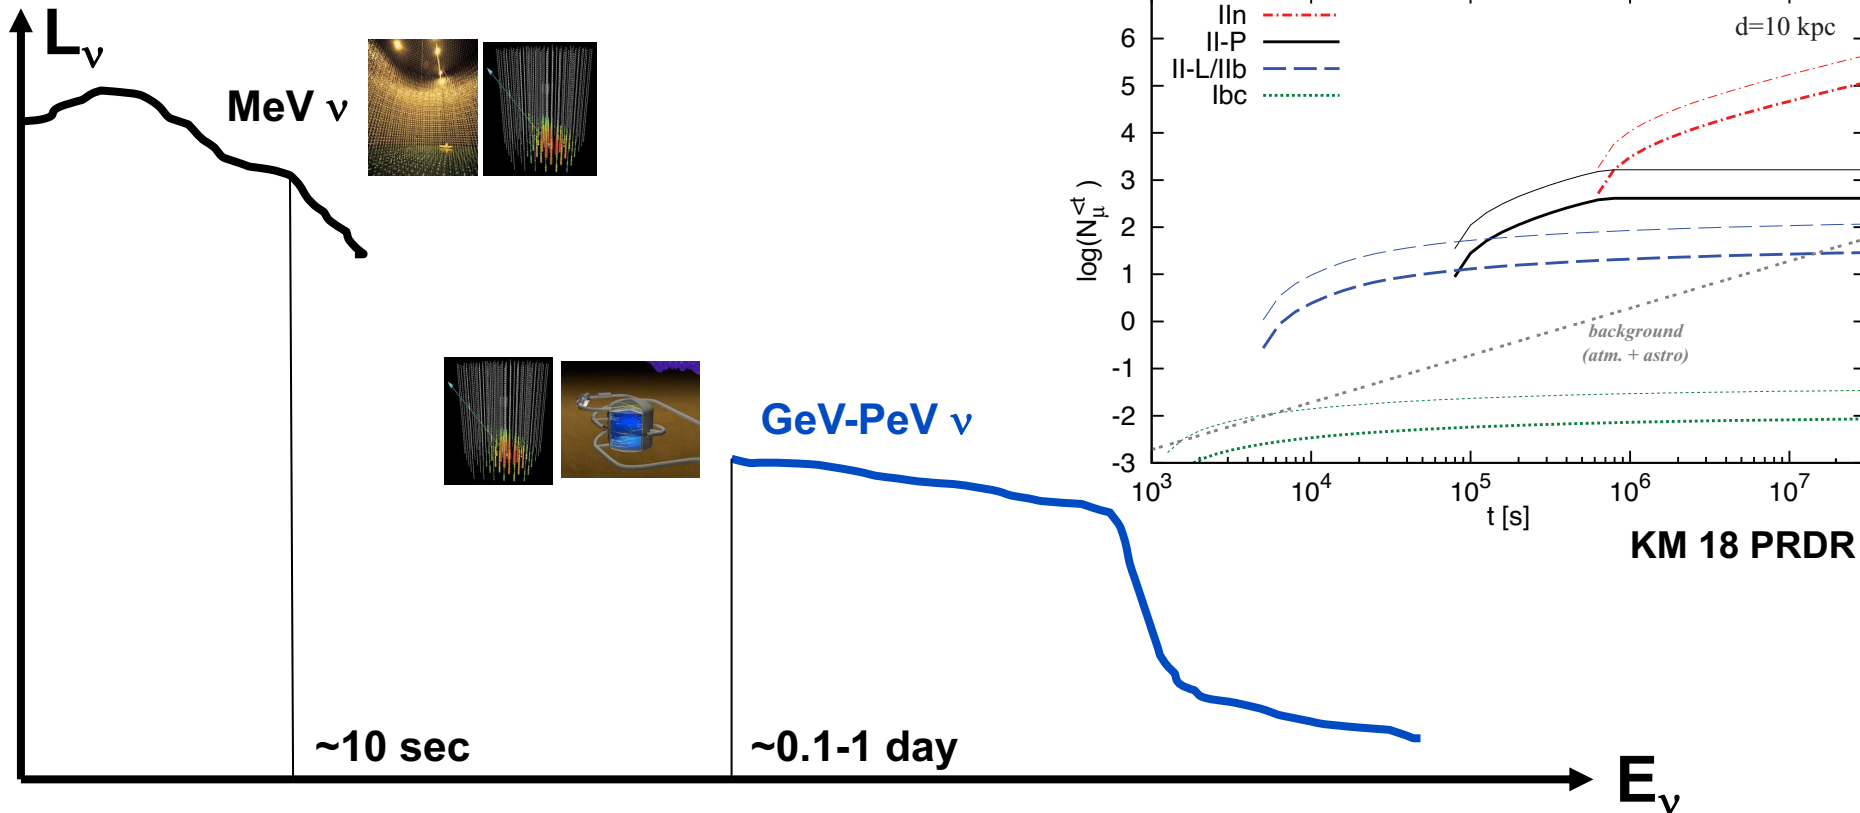 L_ν
MeV ν
GeV-PeV ν
~10 sec
~0.1-1 day
E_ν
IIn
II-P
II-L/IIb
Ibc
d=10 kpc
log(N_μ^{<t})
6
5
4
3
2
1
0
-1
-2
-3
background
(atm. + astro)
10^3
10^4
10^5
10^6
10^7
t [s]
KM 18 PRDR